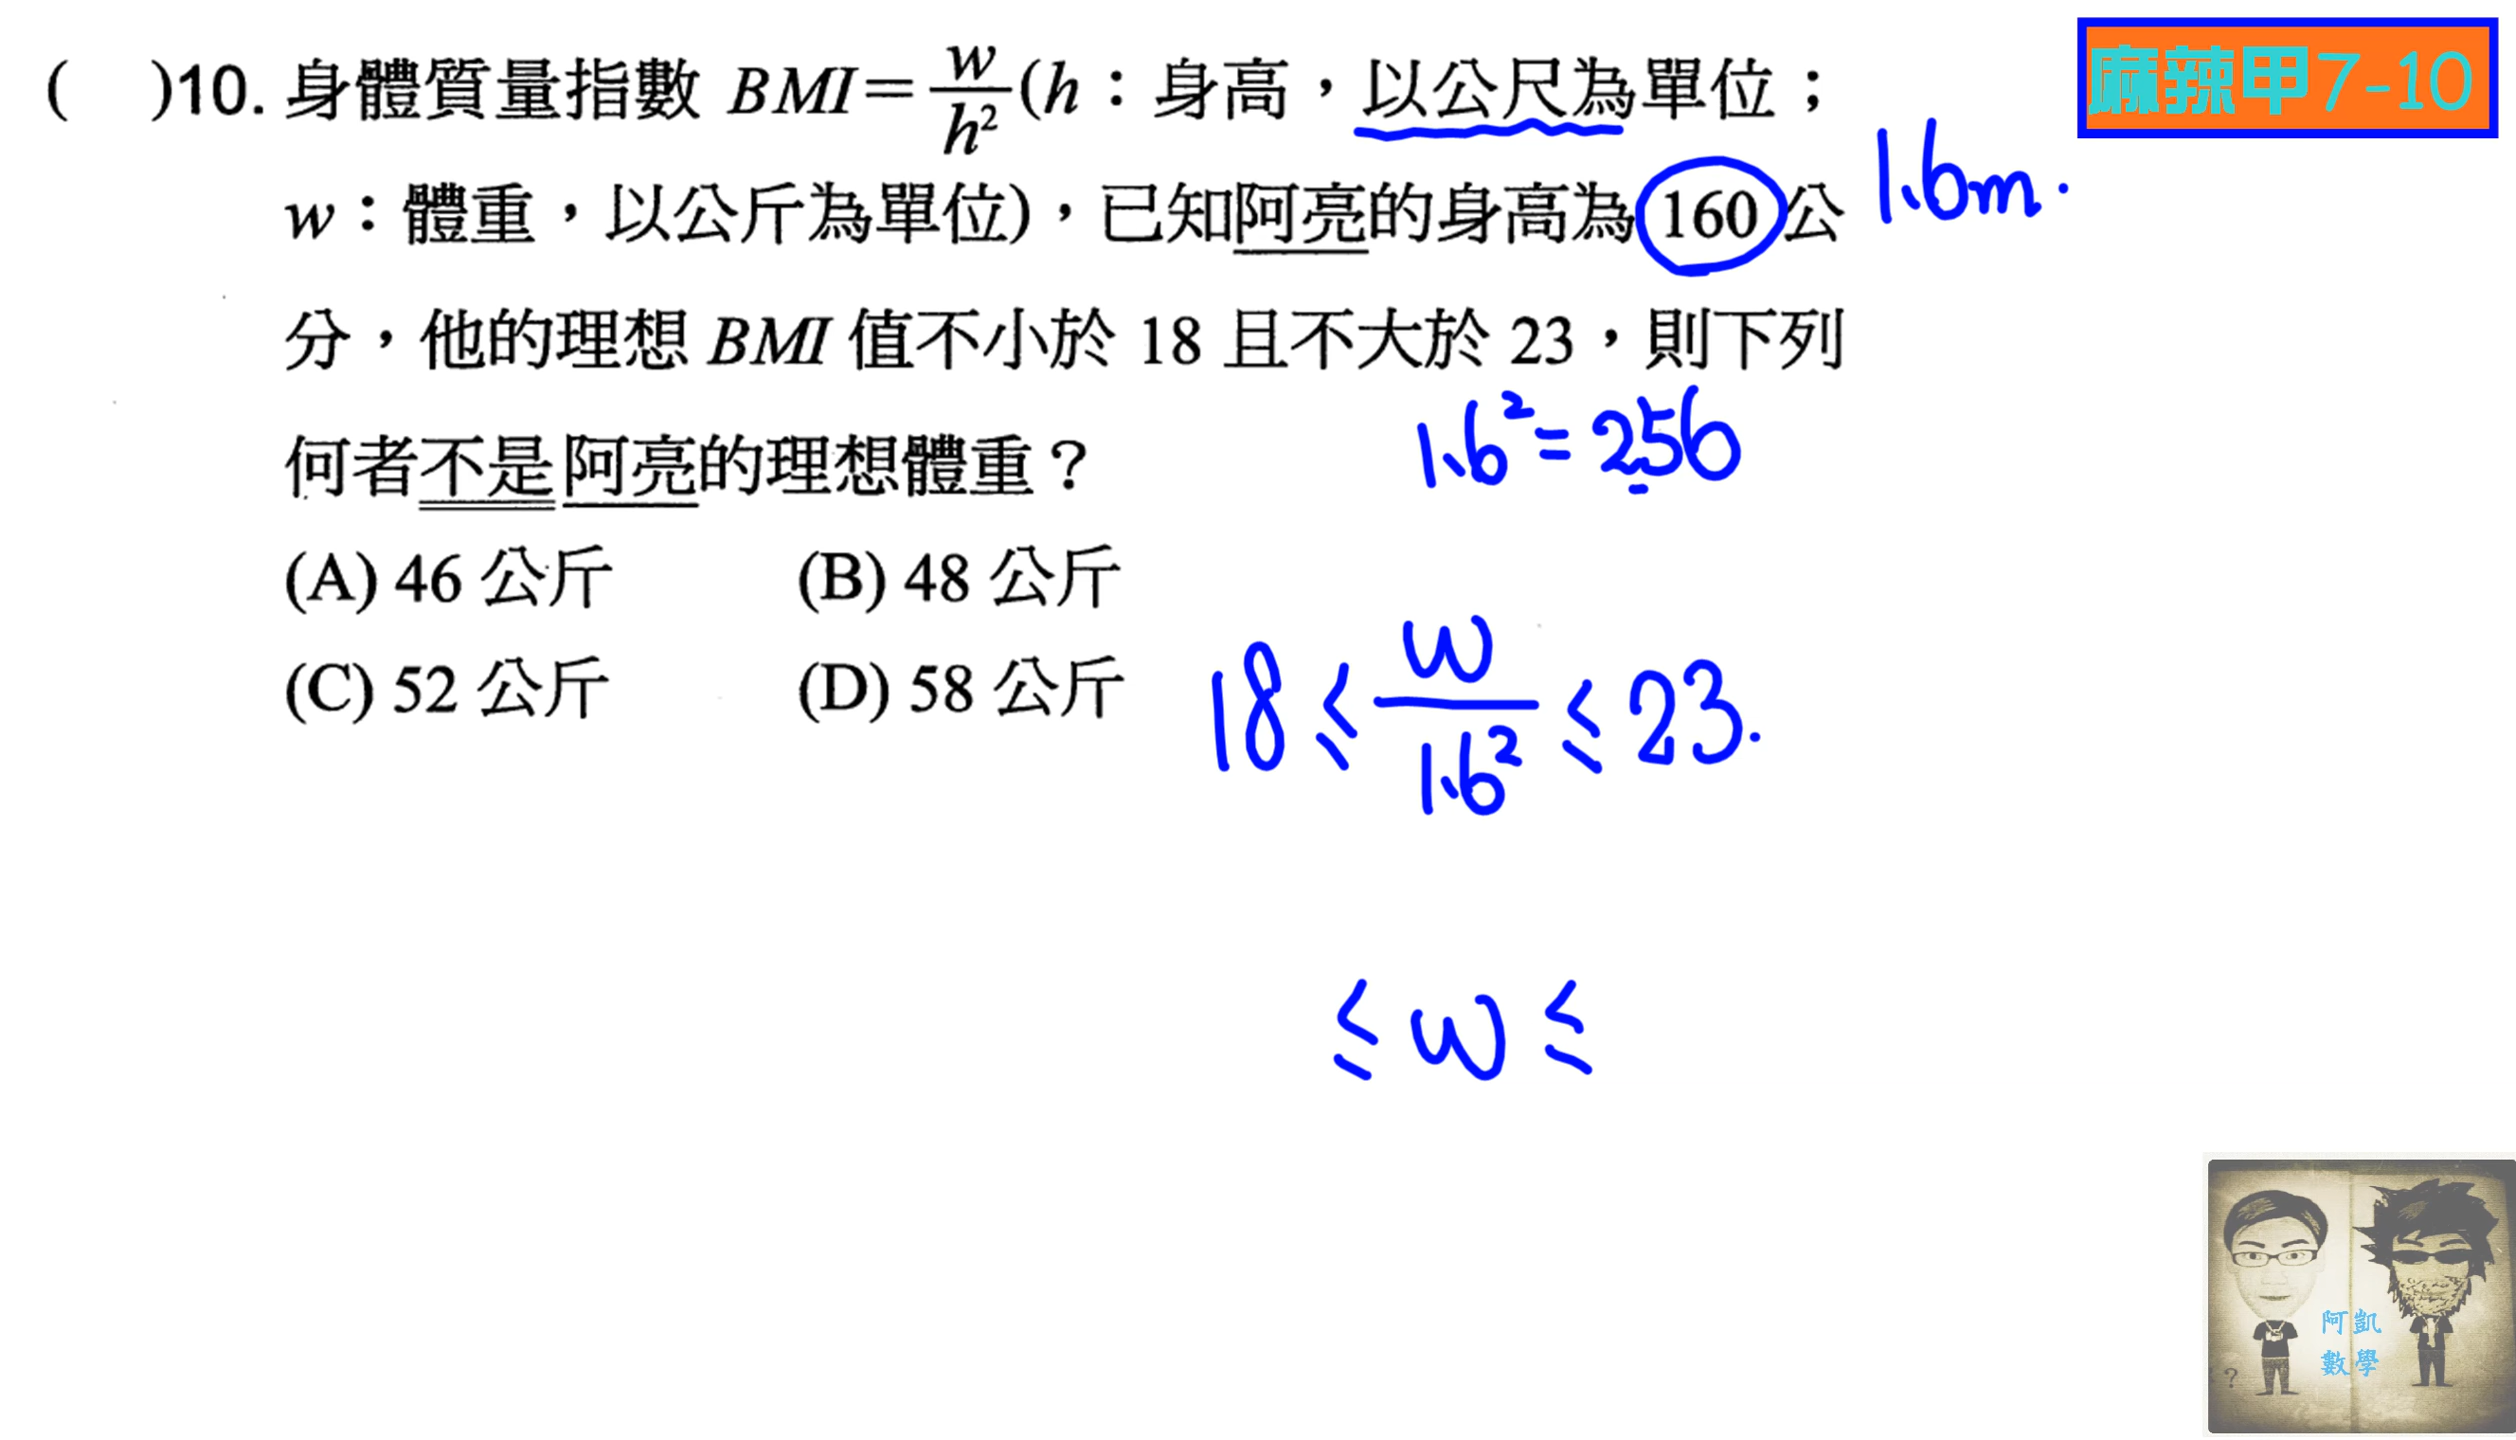 ( )10. 身體質量指數 BMI=w/h²(h：身高，以公尺為單位；
麻辣甲7-10
1.6m.
w：體重，以公斤為單位)，已知阿亮的身高為 160 公
分，他的理想 BMI 值不小於 18 且不大於 23，則下列
何者不是阿亮的理想體重？
1.6²=2.56
(A) 46 公斤 (B) 48 公斤
(C) 52 公斤 (D) 58 公斤
18≤w/1.6²≤23.
≤w≤
阿凱
數學
?